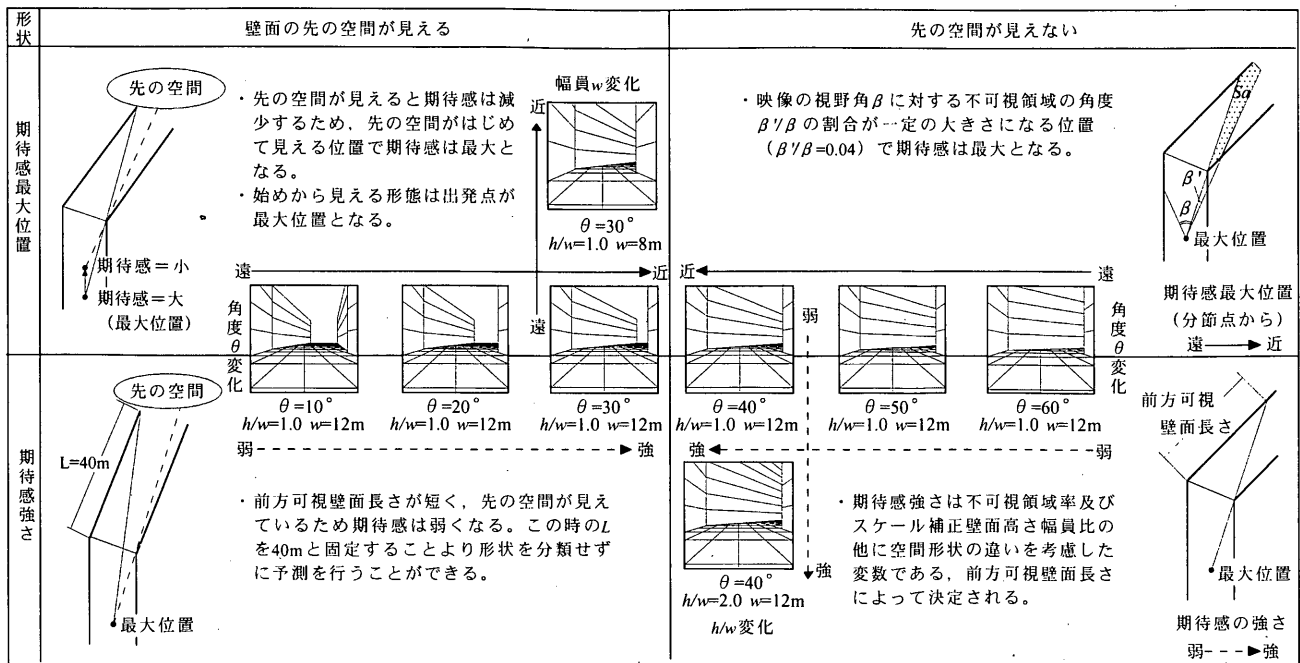 形状
壁面の先の空間が見える
先の空間が見えない
期待感最大位置
先の空間
期待感＝小
期待感＝大
（最大位置）
・先の空間が見えると期待感は減
少するため，先の空間がはじめ
て見える位置で期待感は最大と
なる。
・始めから見える形態は出発点が
最大位置となる。
幅員w変化
近
遠
θ=30°
h/w=1.0 w=8m
・映像の視野角βに対する不可視領域の角度
β'/βの割合が一定の大きさになる位置
（β'/β=0.04）で期待感は最大となる。
Sa
β'
β
最大位置
期待感最大位置
（分節点から）
遠 → 近
遠 → 近
近 ← 遠
角度θ変化
θ=10°
h/w=1.0 w=12m
θ=20°
h/w=1.0 w=12m
θ=30°
h/w=1.0 w=12m
θ=40°
h/w=1.0 w=12m
θ=50°
h/w=1.0 w=12m
θ=60°
h/w=1.0 w=12m
角度θ変化
弱 ---→ 強
強 ←--- 弱
弱
強
θ=40°
h/w=2.0 w=12m
h/w変化
期待感強さ
先の空間
L=40m
最大位置
・前方可視壁面長さが短く，先の空間が見え
ているため期待感は弱くなる。この時のL
を40mと固定することより形状を分類せず
に予測を行うことができる。
・期待感強さは不可視領域率及び
スケール補正壁面高さ幅員比の
他に空間形状の違いを考慮した
変数である，前方可視壁面長さ
によって決定される。
前方可視
壁面長さ
最大位置
期待感の強さ
弱 ---→ 強